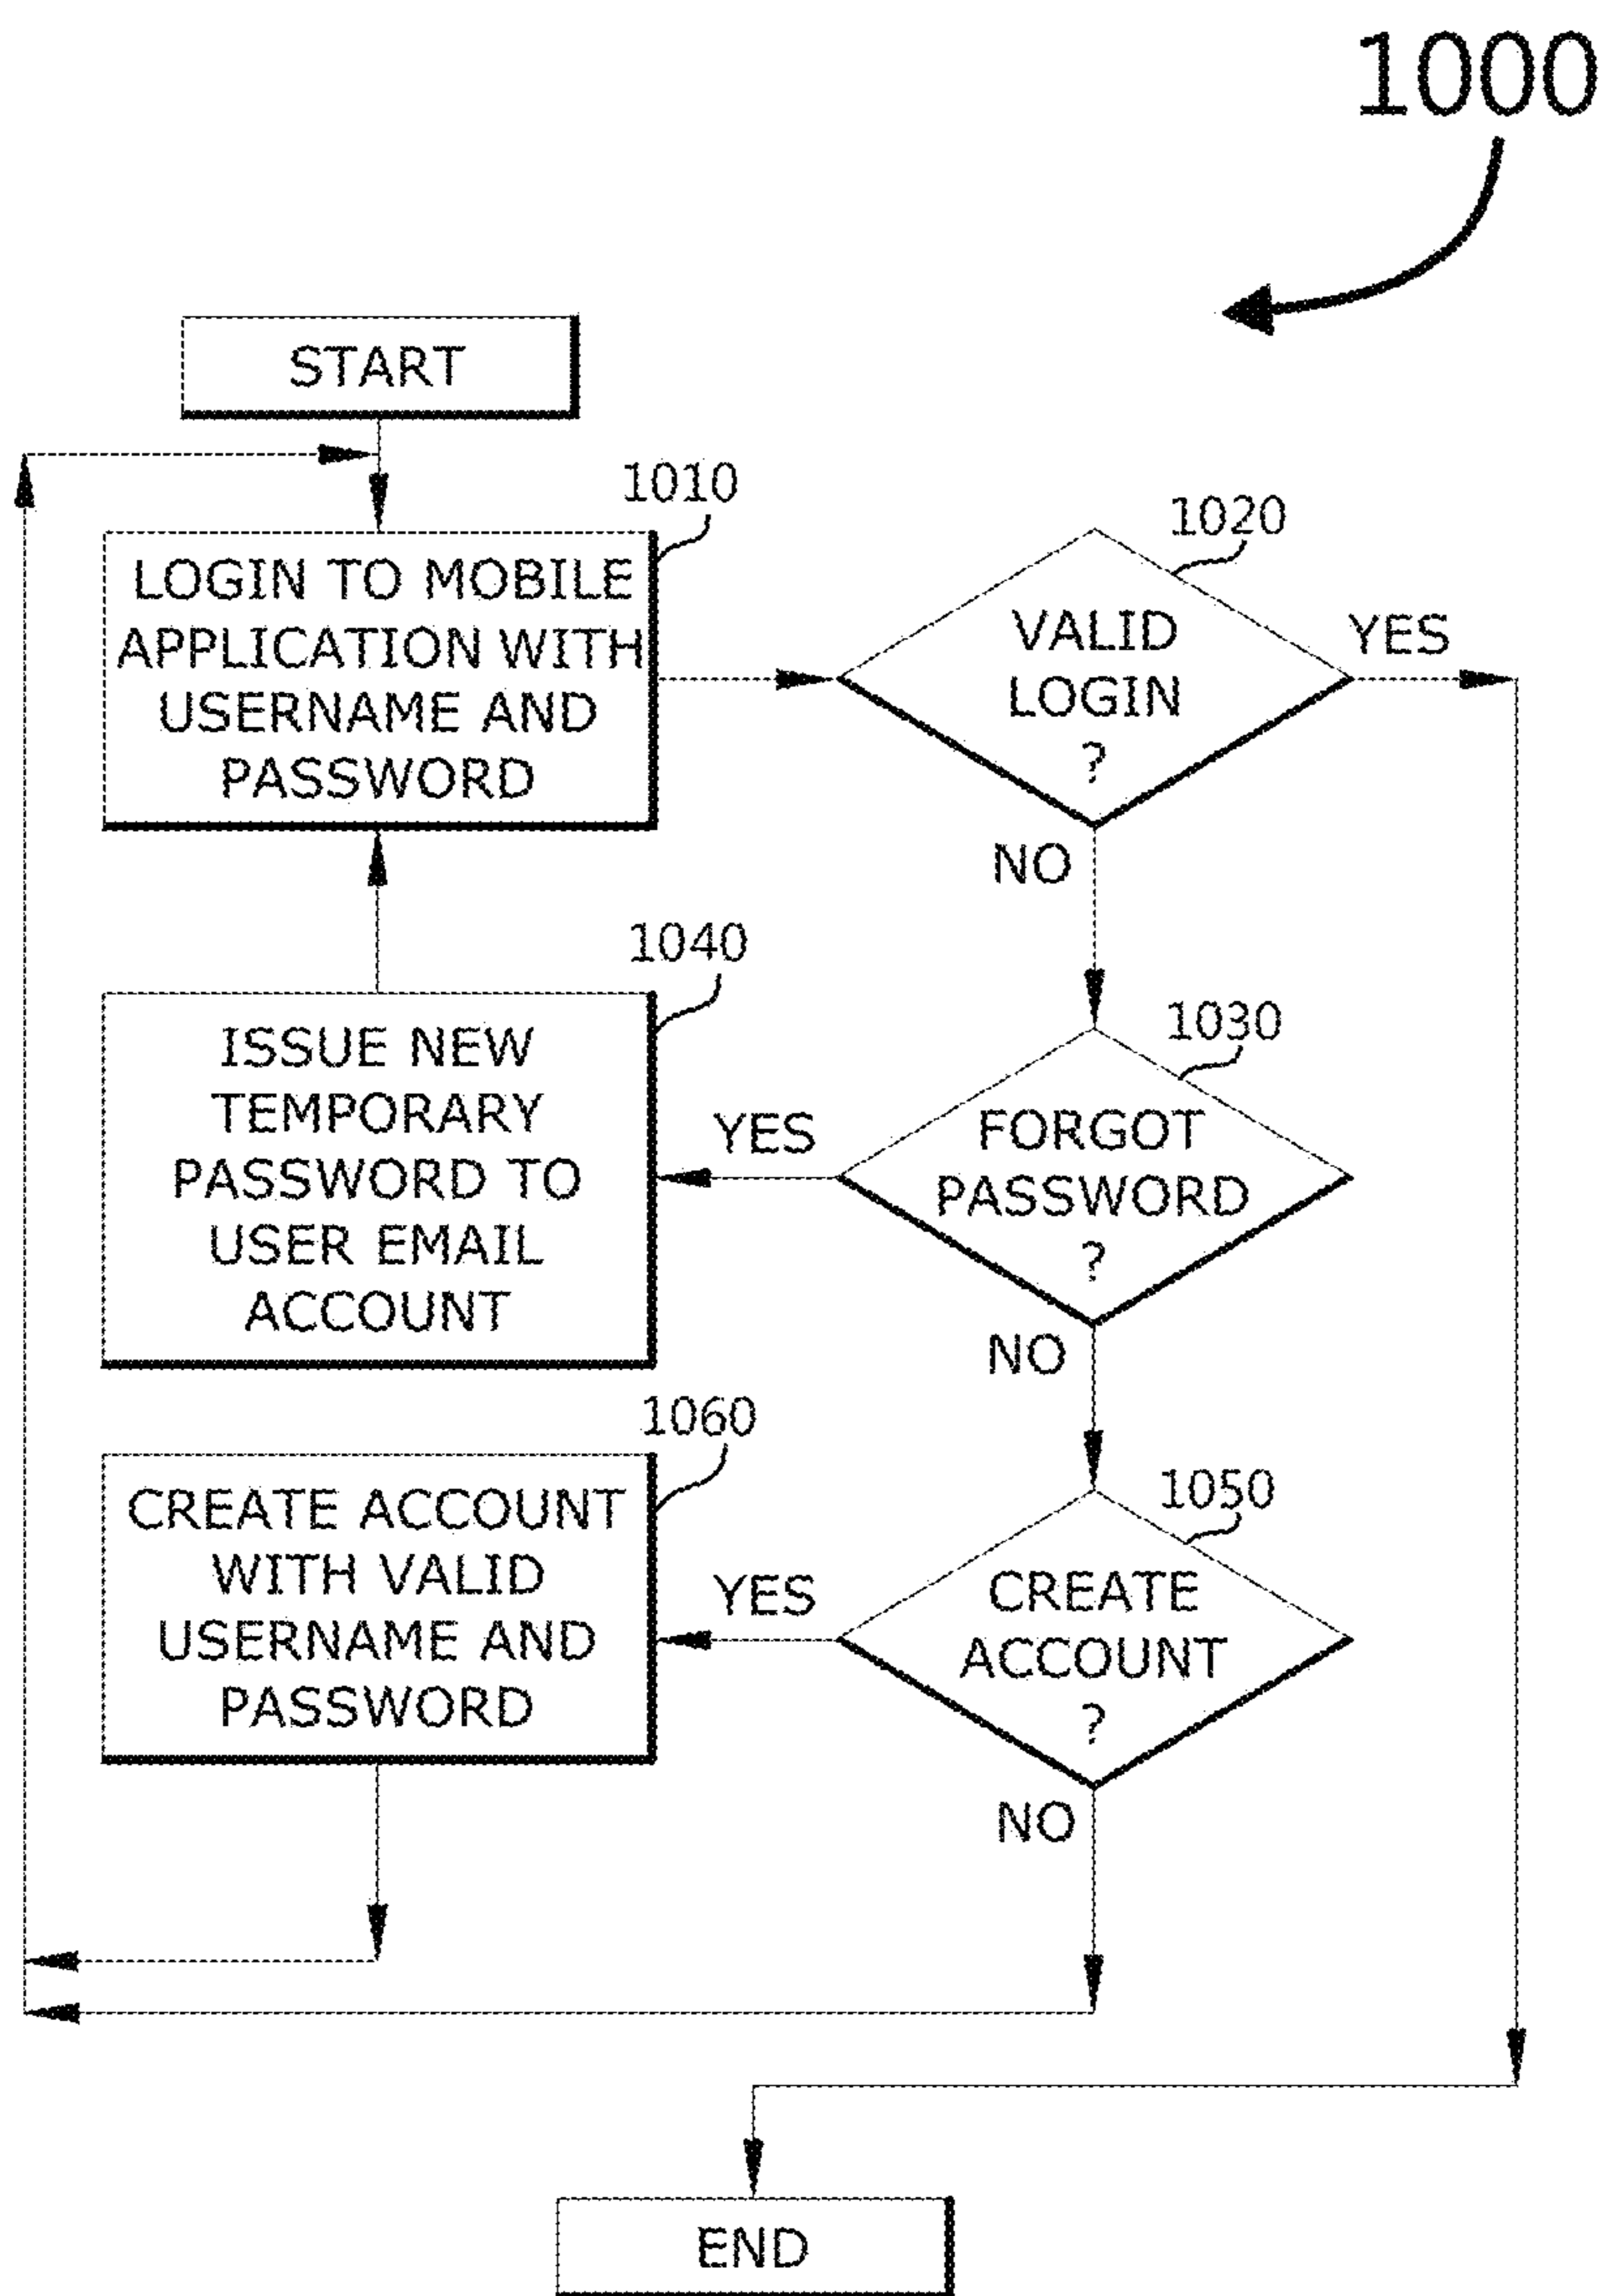 1000
START
1010
LOGIN TO MOBILE
APPLICATION WITH
USERNAME AND
PASSWORD
1020
VALID
LOGIN
?
YES
NO
1040
ISSUE NEW
TEMPORARY
PASSWORD TO
USER EMAIL
ACCOUNT
1030
FORGOT
PASSWORD
?
YES
NO
1060
CREATE ACCOUNT
WITH VALID
USERNAME AND
PASSWORD
1050
CREATE
ACCOUNT
?
YES
NO
END